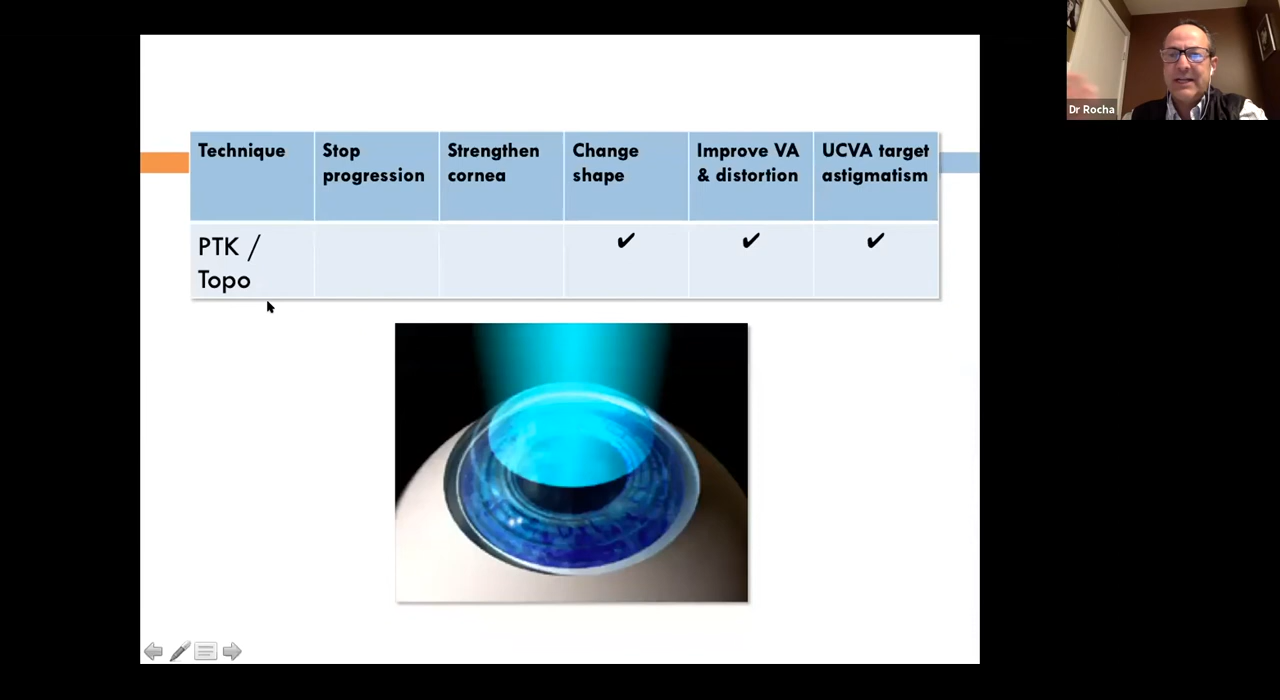 Dr Rocha
Technique
Stop
progression
Strengthen
cornea
Change
shape
Improve VA
& distortion
UCVA target
astigmatism
PTK /
Topo
✔
✔
✔